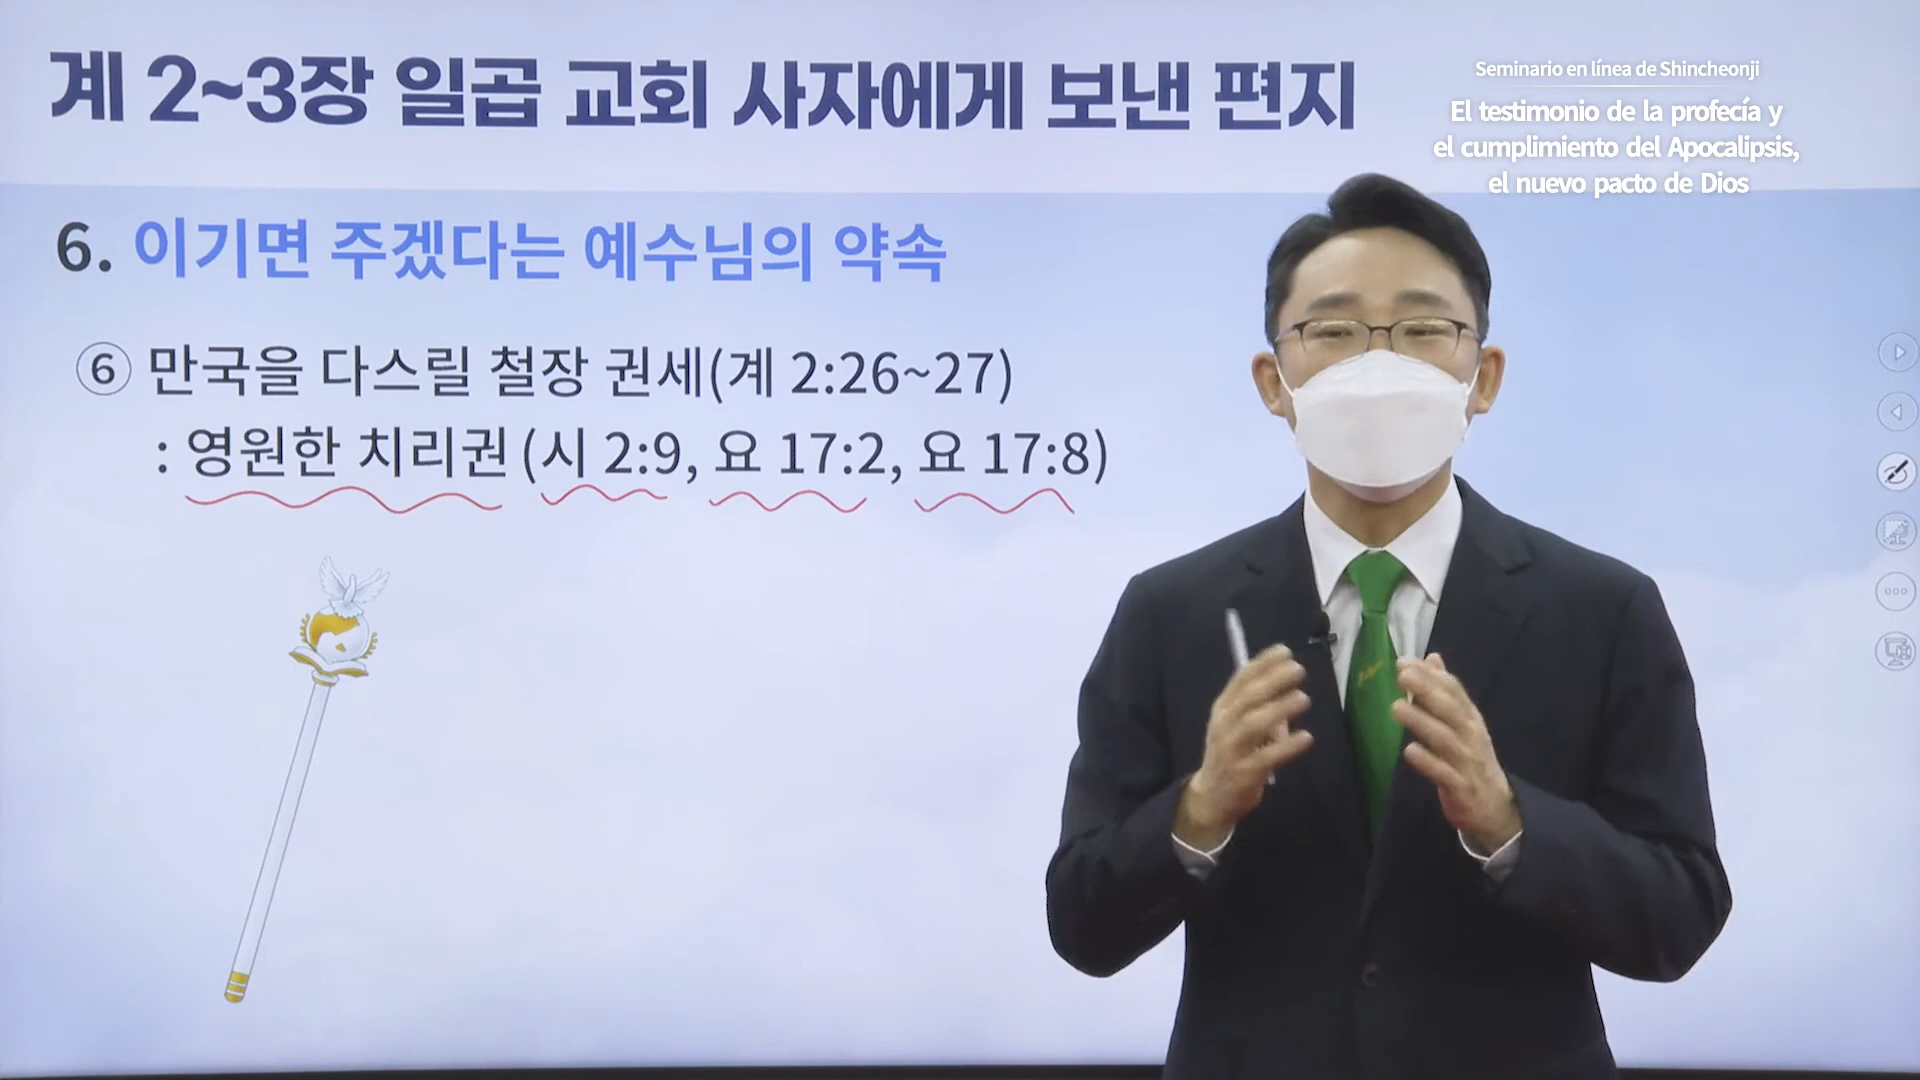 계 2~3장 일곱 교회 사자에게 보낸 편지
Seminario en línea de Shincheonji
El testimonio de la profecía y
el cumplimiento del Apocalipsis,
el nuevo pacto de Dios
6. 이기면 주겠다는 예수님의 약속
⑥ 만국을 다스릴 철장 권세(계 2:26~27)
: 영원한 치리권 (시 2:9, 요 17:2, 요 17:8)